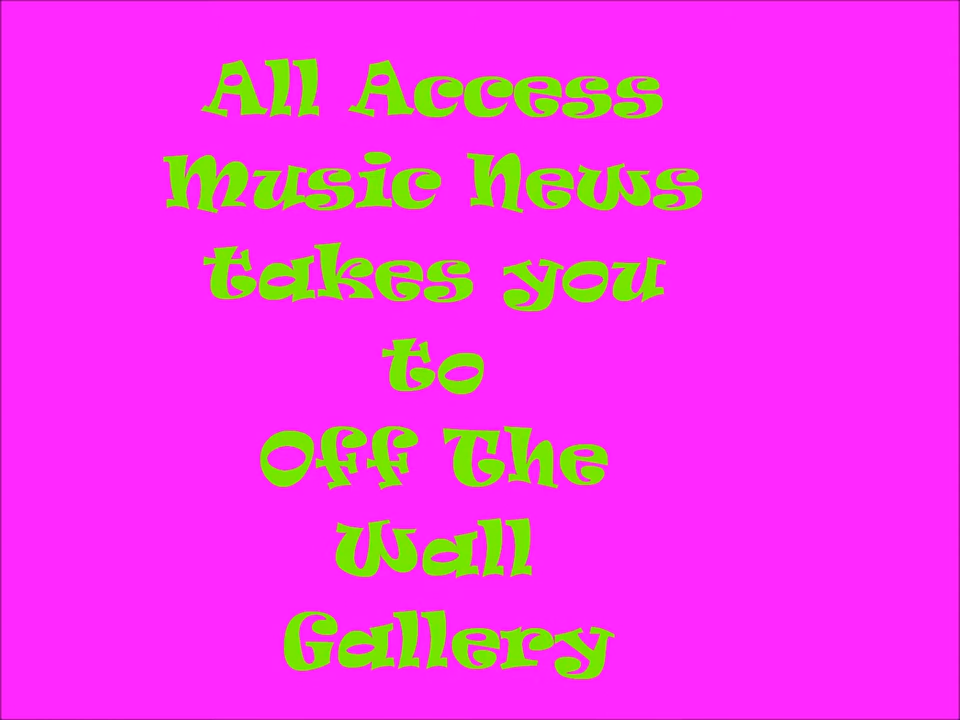 All Access
Music News
takes you
to
Off The
Wall
Gallery